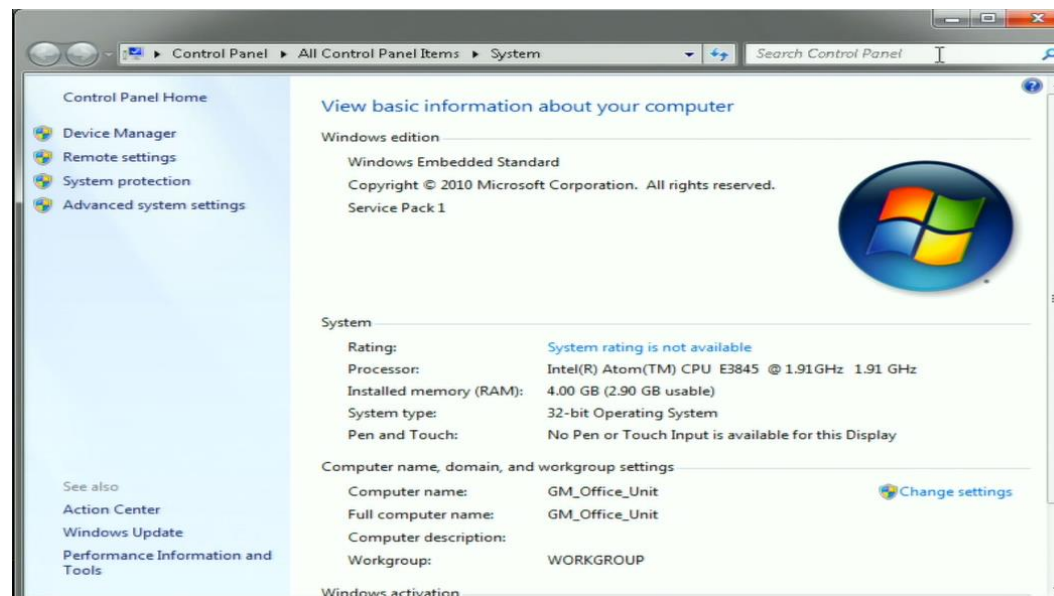 Control Panel ▸ All Control Panel Items ▸ System
Search Control Panel
Control Panel Home
Device Manager
Remote settings
System protection
Advanced system settings
See also
Action Center
Windows Update
Performance Information and
Tools
View basic information about your computer
Windows edition
Windows Embedded Standard
Copyright © 2010 Microsoft Corporation. All rights reserved.
Service Pack 1
System
Rating: System rating is not available
Processor: Intel(R) Atom(TM) CPU E3845 @ 1.91GHz 1.91 GHz
Installed memory (RAM): 4.00 GB (2.90 GB usable)
System type: 32-bit Operating System
Pen and Touch: No Pen or Touch Input is available for this Display
Computer name, domain, and workgroup settings
Computer name: GM_Office_Unit Change settings
Full computer name: GM_Office_Unit
Computer description:
Workgroup: WORKGROUP
Windows activation